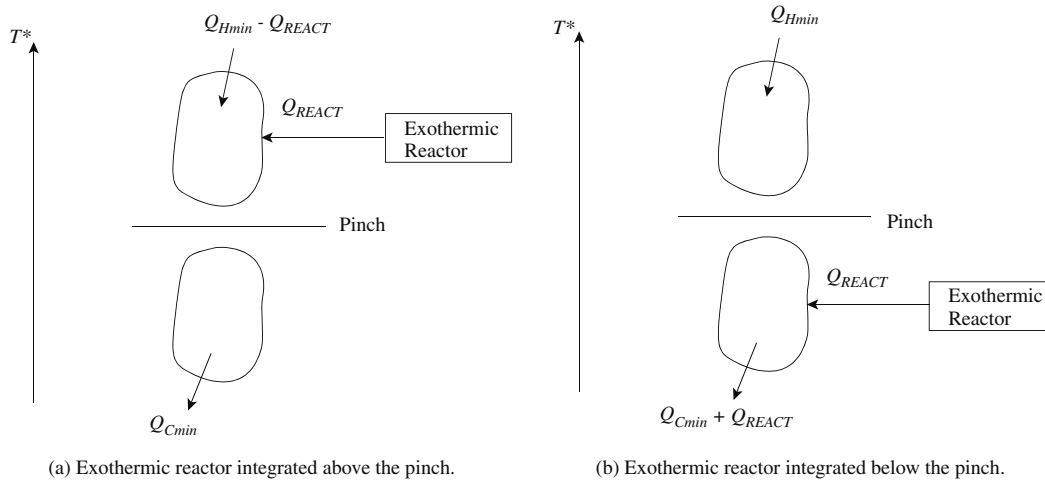 T*
Q_Hmin - Q_REACT
Q_REACT
Exothermic
Reactor
Pinch
Q_Cmin
(a) Exothermic reactor integrated above the pinch.
T*
Q_Hmin
Pinch
Q_REACT
Exothermic
Reactor
Q_Cmin + Q_REACT
(b) Exothermic reactor integrated below the pinch.